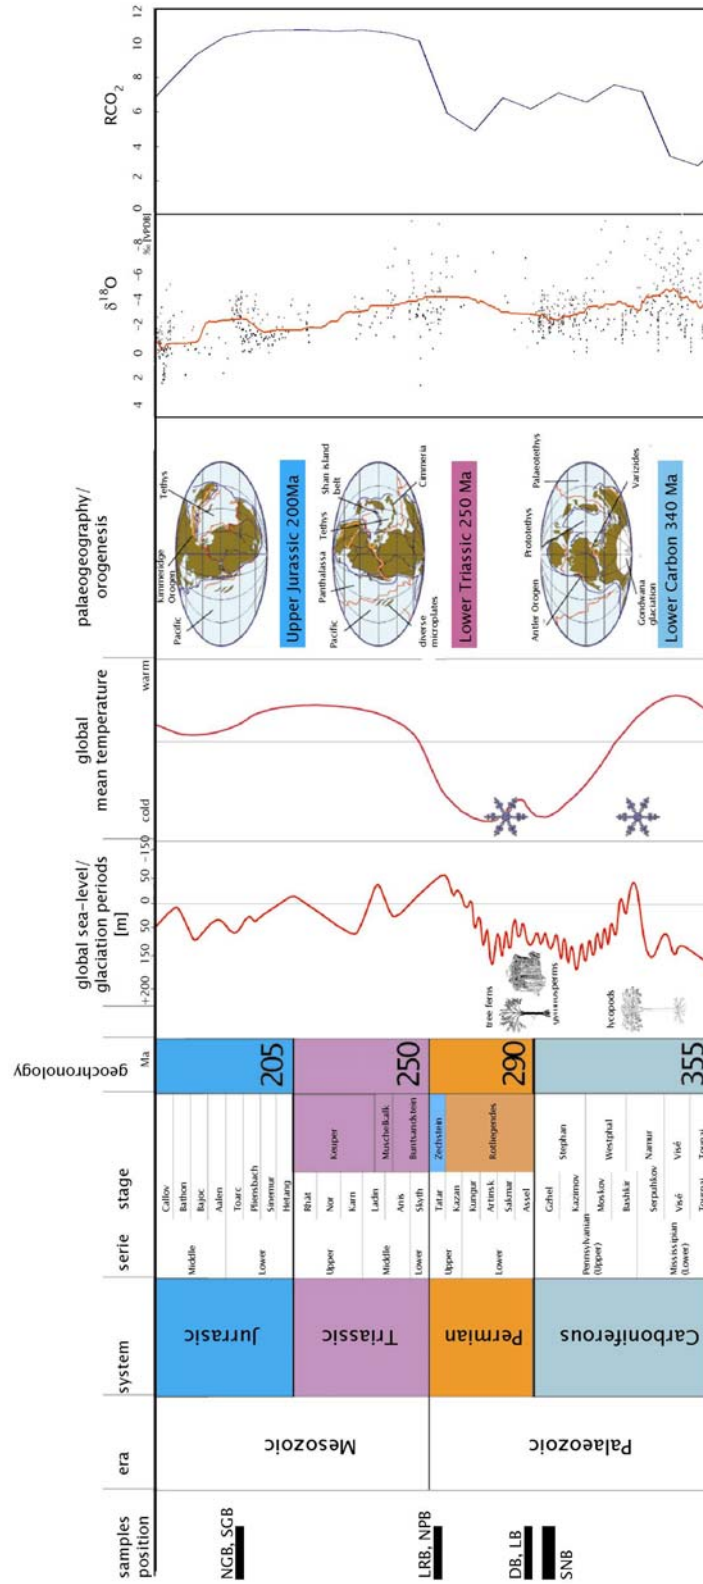 samples position
era
system
serie
stage
geochronology
Ma
global sea-level/
glaciation periods
[m]
global
mean temperature
palaeogeography/
orogenesis
δ18O
RCO2
+200
150
50
0
50
-150
cold
warm
4
2
0
-2
-4
-6
-8
‰ [VPDB]
0
2
4
6
8
10
12
NGB, SGB
LRB, NPB
DB, LB
SNB
Mesozoic
Palaeozoic
Jurrasic
Triassic
Permian
Carboniferous
Middle
Lower
Upper
Middle
Lower
Upper
Lower
Pennsylvanian
(Upper)
Mississipian
(Lower)
Callov
Bathon
Bajoc
Aalen
Toarc
Pliensbach
Sinemur
Hetang
Rhät
Nor
Karn
Ladin
Anis
Skyth
Tatar
Kazan
Kungur
Artinsk
Sakmar
Assel
Gzhel
Kazimov
Moskov
Bashkir
Serpuhkov
Visé
Tournai
Keuper
Muschelkalk
Buntsandstein
Zechstein
Rotliegendes
Stephan
Westphal
Namur
Visé
Tournai
205
250
290
355
tree ferns
gymnosperms
lycopods
Kimmeridge
Orogen
Tethys
Pacific
Upper Jurassic 200Ma
Shan island
belt
Tethys
Panthalassa
Pacific
Cimmeria
diverse
microplates
Lower Triassic 250 Ma
Palaeotethys
Prototethys
Antler Orogen
Varizides
Gondwana
glaciation
Lower Carbon 340 Ma